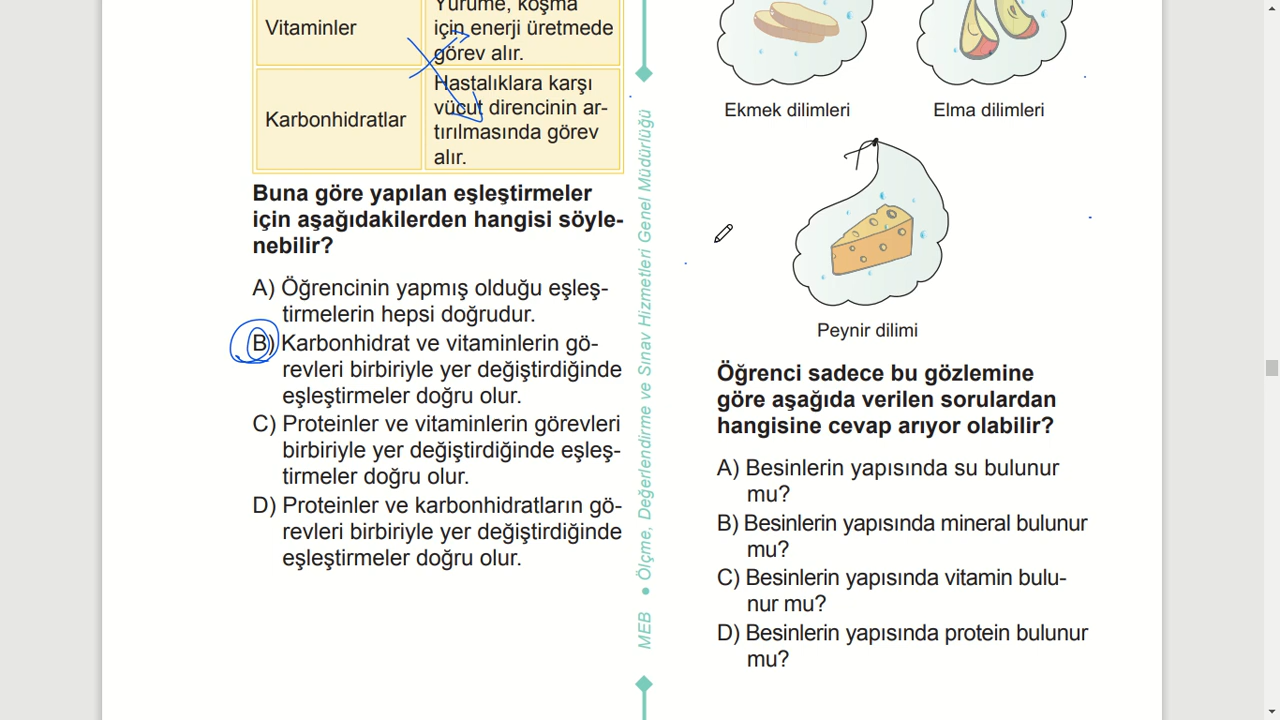 Vitaminler
Yürüme, koşma
için enerji üretmede
görev alır.
Karbonhidratlar
Hastalıklara karşı
vücut direncinin ar-
tırılmasında görev
alır.
Buna göre yapılan eşleştirmeler
için aşağıdakilerden hangisi söyle-
nebilir?
A) Öğrencinin yapmış olduğu eşleş-
tirmelerin hepsi doğrudur.
B) Karbonhidrat ve vitaminlerin gö-
revleri birbiriyle yer değiştirdiğinde
eşleştirmeler doğru olur.
C) Proteinler ve vitaminlerin görevleri
birbiriyle yer değiştirdiğinde eşleş-
tirmeler doğru olur.
D) Proteinler ve karbonhidratların gö-
revleri birbiriyle yer değiştirdiğinde
eşleştirmeler doğru olur.
MEB • Ölçme, Değerlendirme ve Sınav Hizmetleri Genel Müdürlüğü
Ekmek dilimleri
Elma dilimleri
Peynir dilimi
Öğrenci sadece bu gözlemine
göre aşağıda verilen sorulardan
hangisine cevap arıyor olabilir?
A) Besinlerin yapısında su bulunur
mu?
B) Besinlerin yapısında mineral bulunur
mu?
C) Besinlerin yapısında vitamin bulu-
nur mu?
D) Besinlerin yapısında protein bulunur
mu?